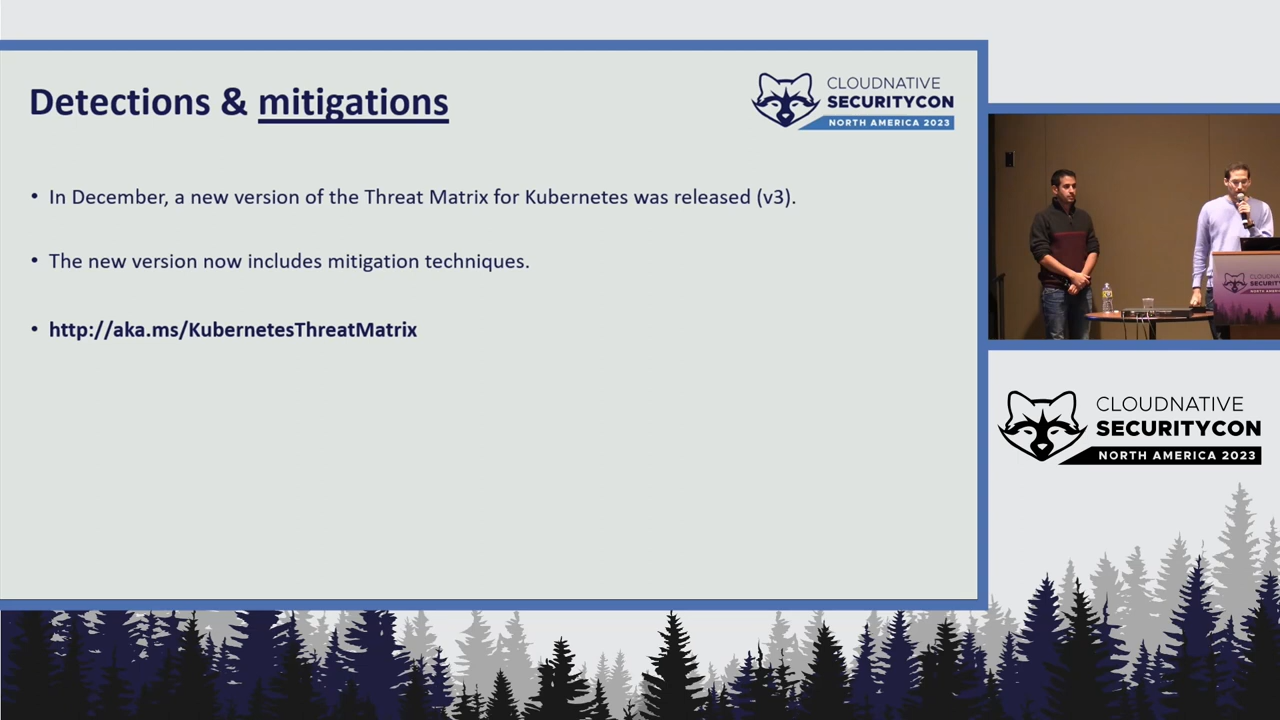 Detections & mitigations
CLOUDNATIVE
SECURITYCON
NORTH AMERICA 2023
• In December, a new version of the Threat Matrix for Kubernetes was released (v3).
• The new version now includes mitigation techniques.
• http://aka.ms/KubernetesThreatMatrix
CLOUDNATIVE
SECURITYCON
NORTH AMERICA 2023